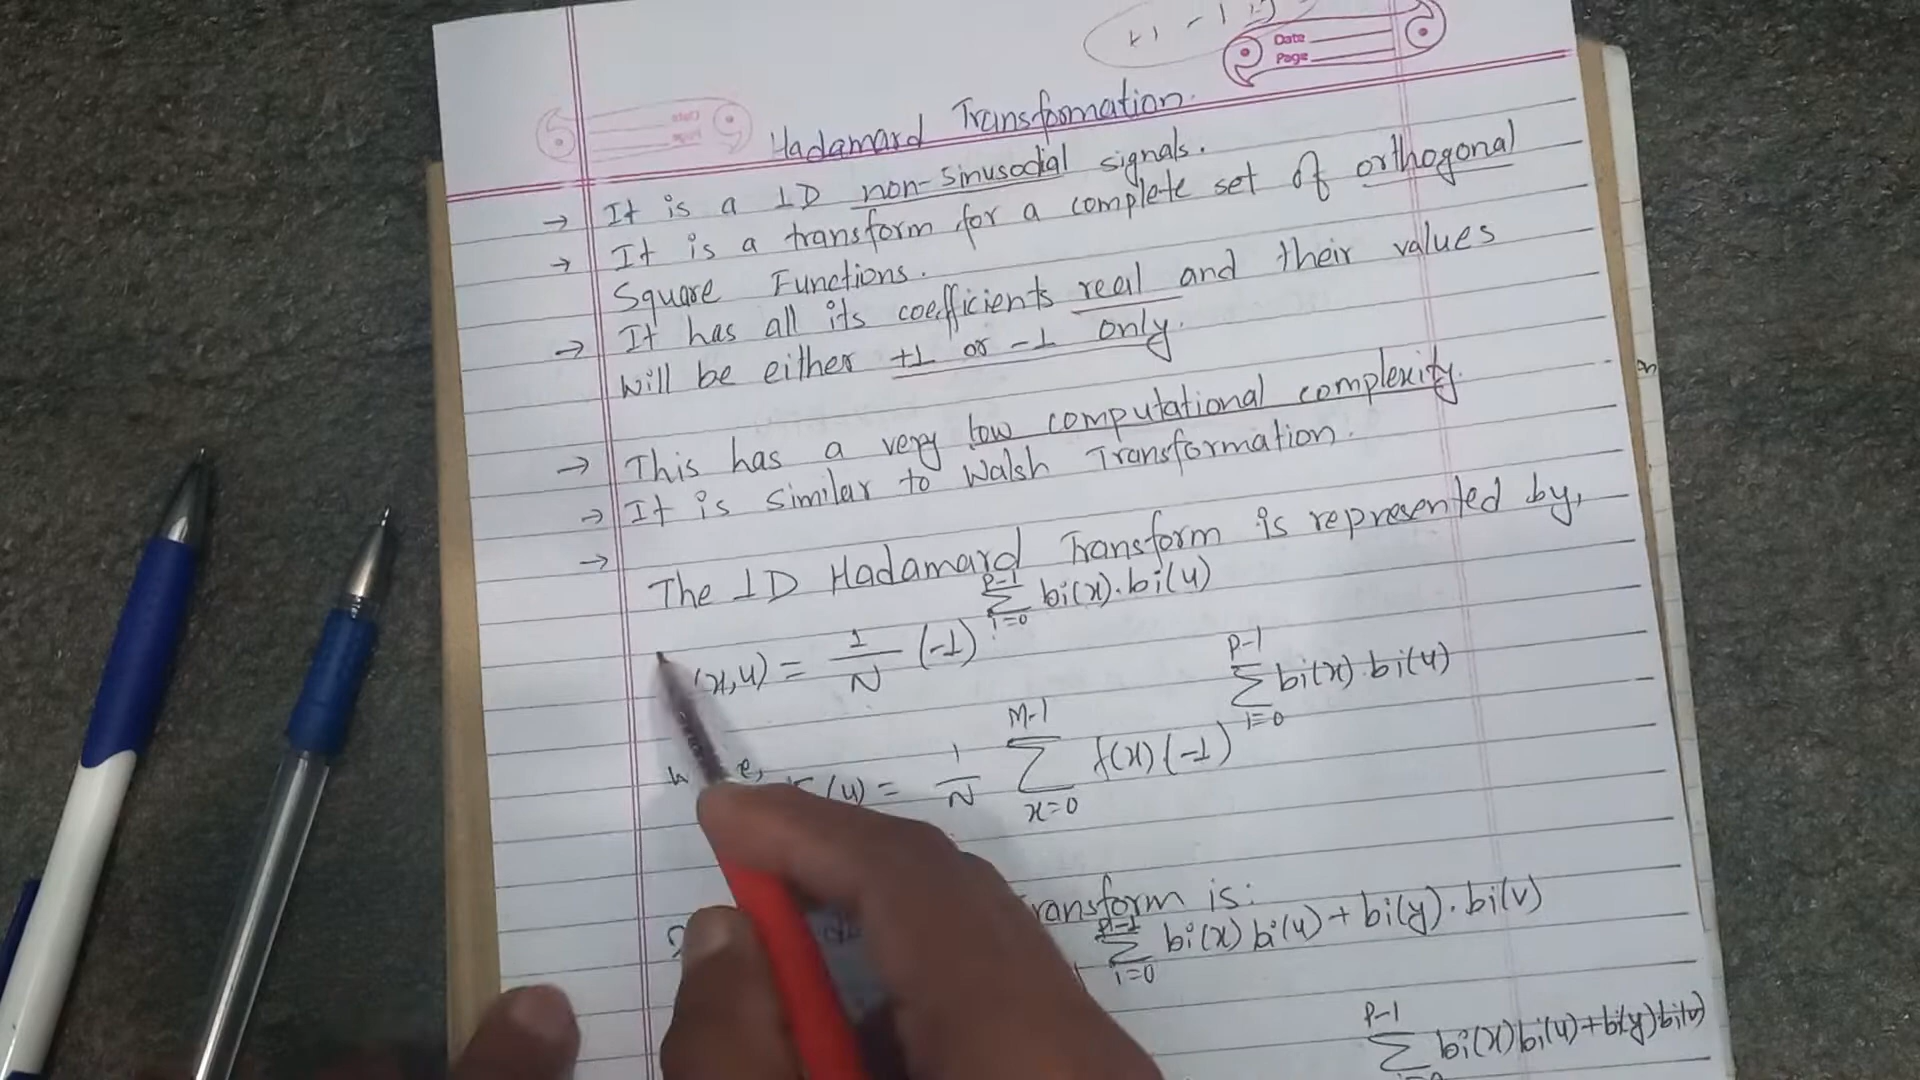 +1 - 1
Date
Page
Hadamard Transformation.
→ It is a 1D non-sinusodial signals.
→ It is a transform for a complete set of orthogonal
Square Functions.
→ It has all its coefficients real and their values
will be either +1 or -1 only.
→ This has a very low computational complexity.
→ It is similar to Walsh Transformation.
→
The 1D Hadamard Transform is represented by,
(x,u) = 1/N (-1) P-1 Σ i=0 bi(x).bi(u)
(u) = 1/N M-1 Σ x=0 f(x) (-1) P-1 Σ i=0 bi(x).bi(u)
ransform is:
P-1 Σ i=0 bi(x) bi(u) + bi(y).bi(v)
P-1 Σ bi(x)bi(u)+bi(y)bi(v)